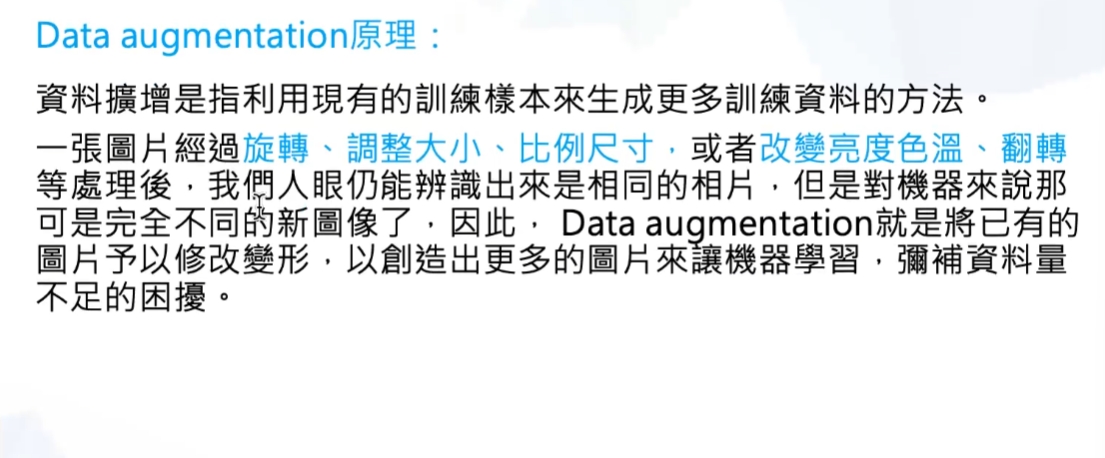 Data augmentation原理：
資料擴增是指利用現有的訓練樣本來生成更多訓練資料的方法。
一張圖片經過旋轉、調整大小、比例尺寸，或者改變亮度色溫、翻轉
等處理後，我們人眼仍能辨識出來是相同的相片，但是對機器來說那
可是完全不同的新圖像了，因此， Data augmentation就是將已有的
圖片予以修改變形，以創造出更多的圖片來讓機器學習，彌補資料量
不足的困擾。